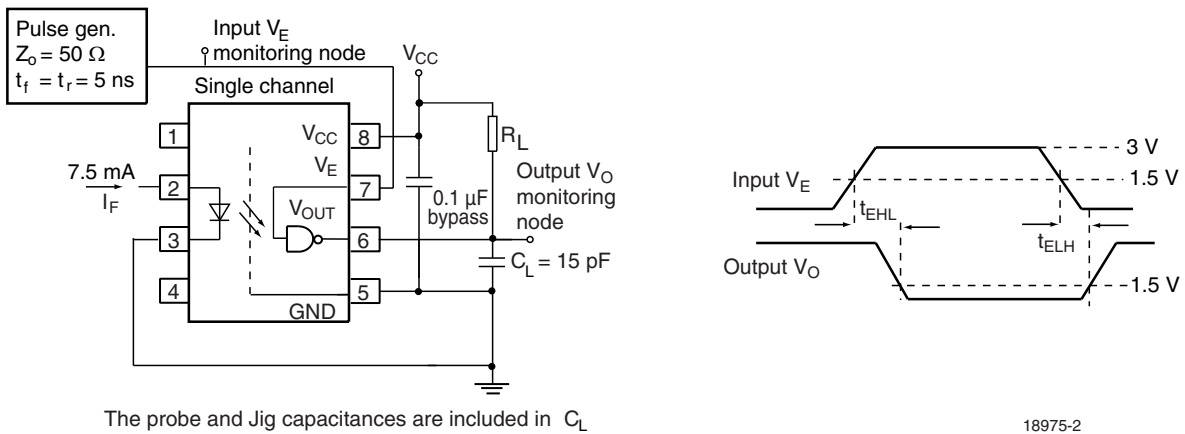 Pulse gen.
Zo = 50 Ω
tf = tr = 5 ns
Input VE
monitoring node
VCC
Single channel
1
VCC
8
RL
VE
7
7.5 mA
IF
2
Output VO
monitoring
node
0.1 µF
bypass
VOUT
3
6
CL = 15 pF
4
5
GND
The probe and Jig capacitances are included in CL
3 V
Input VE
1.5 V
tEHL
tELH
Output VO
1.5 V
18975-2